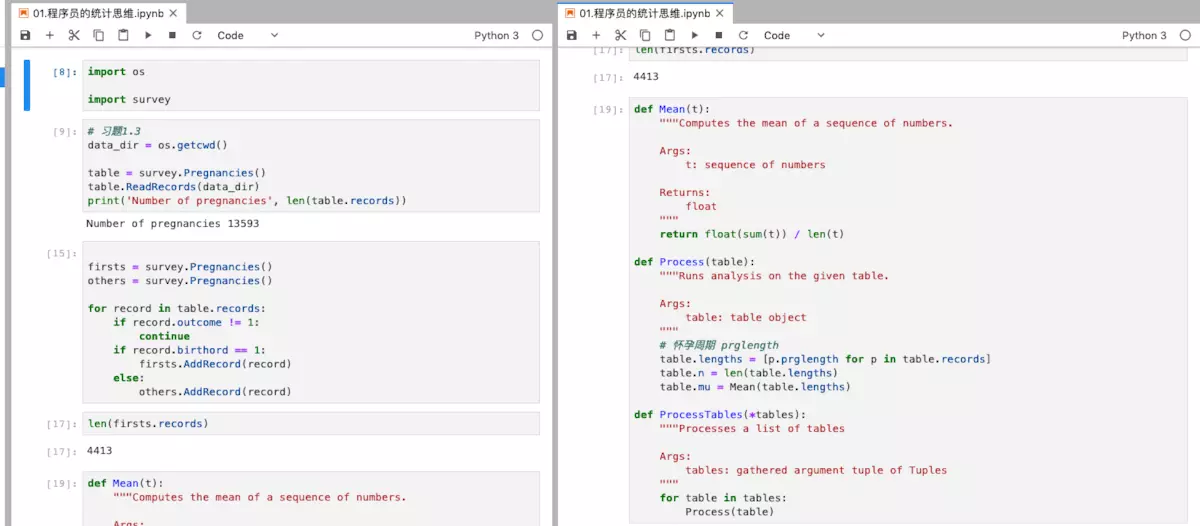 01.程序员的统计思维.ipynb
Code
Python 3
[8]:
import os
import survey
[9]:
# 习题1.3
data_dir = os.getcwd()
table = survey.Pregnancies()
table.ReadRecords(data_dir)
print('Number of pregnancies', len(table.records))
Number of pregnancies 13593
[15]:
firsts = survey.Pregnancies()
others = survey.Pregnancies()
for record in table.records:
    if record.outcome != 1:
        continue
    if record.birthord == 1:
        firsts.AddRecord(record)
    else:
        others.AddRecord(record)
[17]:
len(firsts.records)
[17]:
4413
[19]:
def Mean(t):
    """Computes the mean of a sequence of numbers.
    Args:
01.程序员的统计思维.ipynb
Code
Python 3
[17]:
len(firsts.records)
[17]:
4413
[19]:
def Mean(t):
    """Computes the mean of a sequence of numbers.
    Args:
        t: sequence of numbers
    Returns:
        float
    """
    return float(sum(t)) / len(t)
def Process(table):
    """Runs analysis on the given table.
    Args:
        table: table object
    """
    # 怀孕周期 prglength
    table.lengths = [p.prglength for p in table.records]
    table.n = len(table.lengths)
    table.mu = Mean(table.lengths)
def ProcessTables(*tables):
    """Processes a list of tables
    Args:
        tables: gathered argument tuple of Tuples
    """
    for table in tables:
        Process(table)